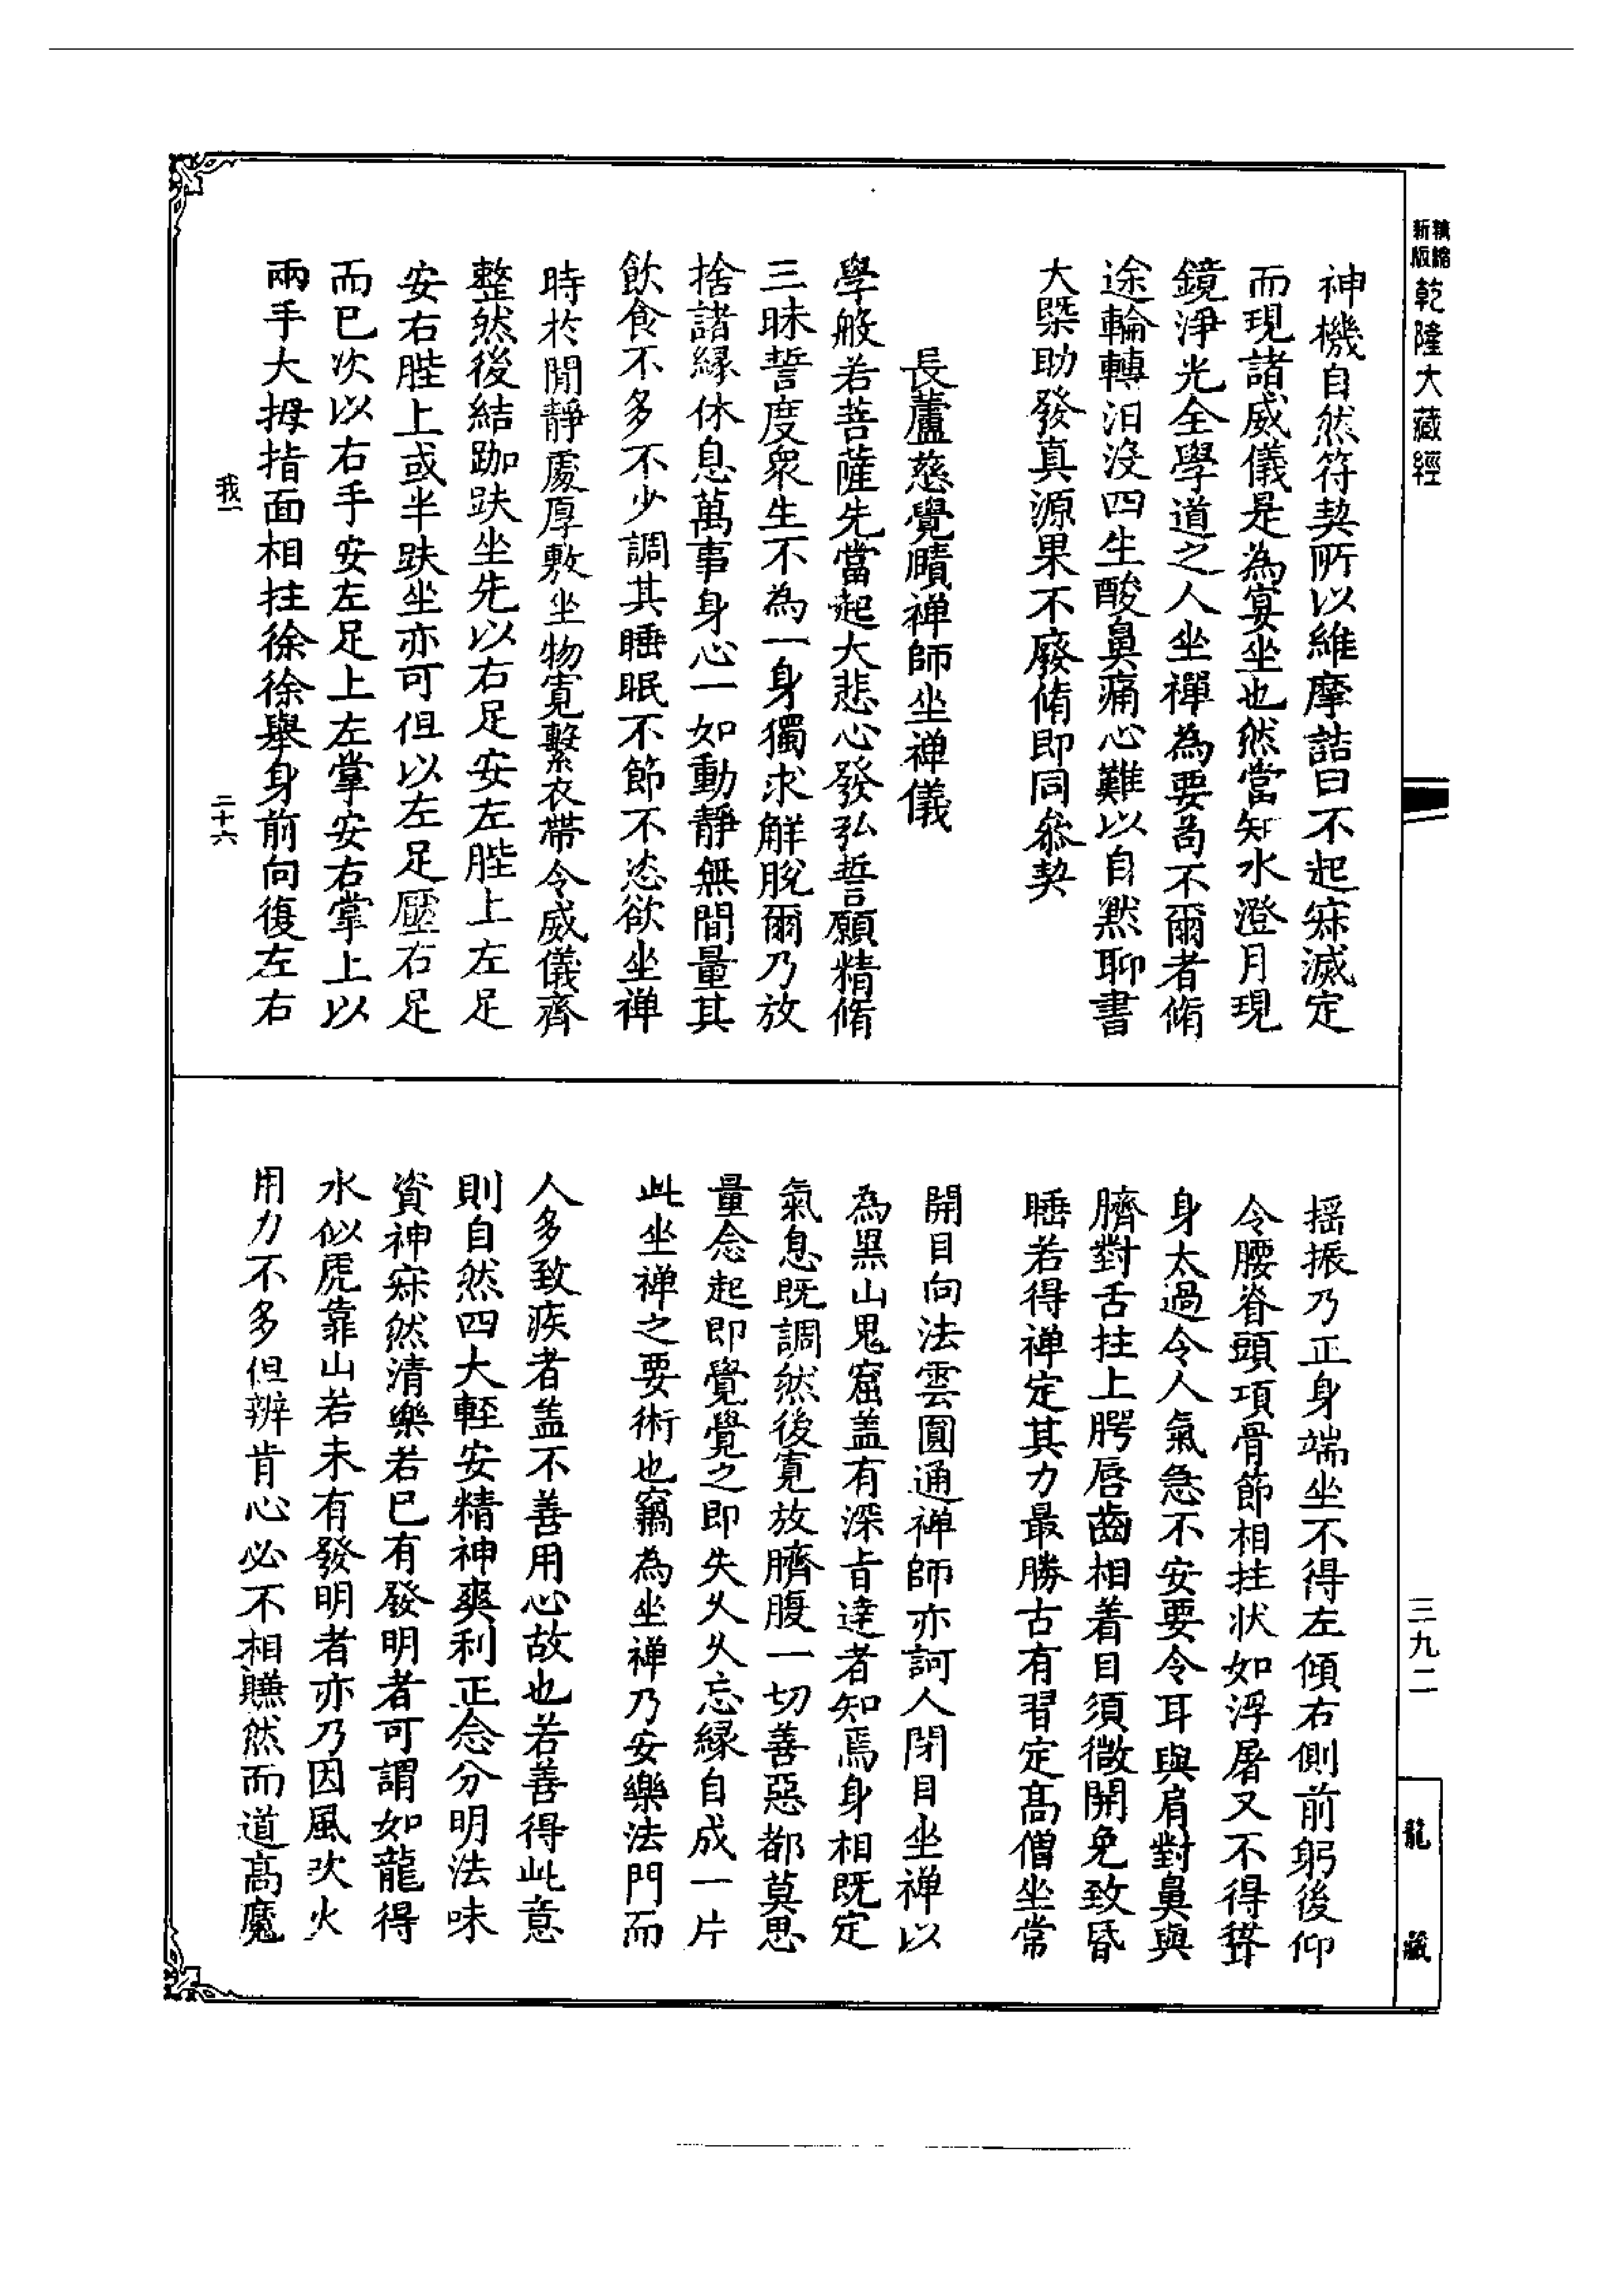 精縮新版乾隆大藏經
神機自然符契所以維摩詰曰不起寂滅定
而現諸威儀是為宴坐也然當知水澄月現
鏡淨光全學道之人坐禪為要苟不爾者脩
途輪轉汨沒四生酸鼻痛心難以自默聊書
大槩助發真源果不廢脩即同叅契
長蘆慈覺賾禅師坐禅儀
學般若菩薩先當起大悲心發弘誓願精脩
三昧誓度衆生不為一身獨求解脫爾乃放
捨諸緣休息萬事身心一如動靜無間量其
飲食不多不少調其睡眠不節不恣欲坐禅
時於閒靜處厚敷坐物寛繫衣帶令威儀齊
整然後結跏趺坐先以右足安左䏶上左足
安右䏶上或半趺坐亦可但以左足壓右足
而已次以右手安左足上左掌安右掌上以
兩手大拇指面相拄徐徐舉身前向復左右
我一
二十六
揺振乃正身端坐不得左傾右側前躬後仰
令腰脊頭項骨節相拄狀如浮屠又不得聳
身太過令人氣急不安要令耳與肩對鼻與
臍對舌拄上腭唇齒相着目須微開免致昏
睡若得禅定其力最勝古有習定髙僧坐常
開目向法雲圓通禅師亦訶人閉目坐禅以
為黒山鬼窟盖有深旨達者知焉身相既定
氣息既調然後寛放臍腹一切善惡都莫思
量念起即覺覺之即失久久忘緣自成一片
此坐禅之要術也竊為坐禅乃安樂法門而
人多致疾者盖不善用心故也若善得此意
則自然四大輊安精神爽利正念分明法味
資神寂然清樂若已有發明者可謂如龍得
水似虎靠山若未有發明者亦乃因風吹火
用力不多但辨肯心必不相賺然而道髙魔
三九二
龍藏